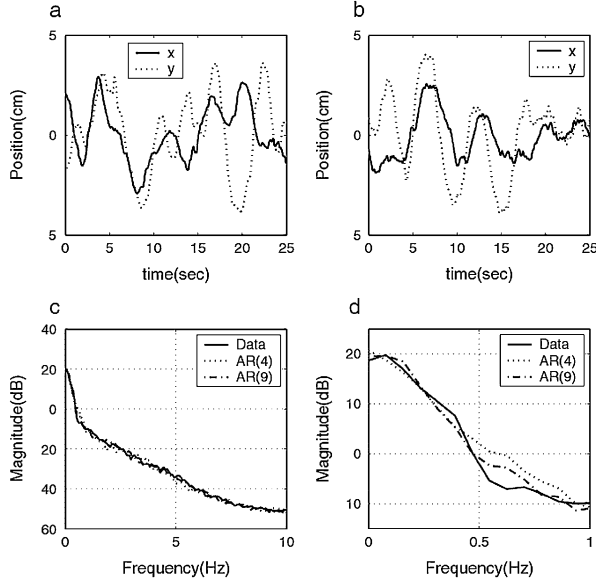 a
5
x
y
Position(cm)
0
5
0 5 10 15 20 25
time(sec)
b
5
x
y
Position(cm)
0
5
0 5 10 15 20 25
time(sec)
c
40
Data
AR(4)
AR(9)
20
Magnitude(dB)
0
20
40
60
0 5 10
Frequency(Hz)
d
Data
AR(4)
AR(9)
20
Magnitude(dB)
10
0
10
0 0.5 1
Frequency(Hz)